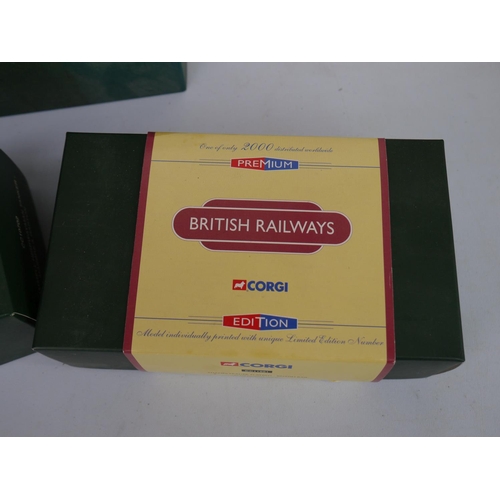 One of only 2000 distributed worldwide
PREMIUM
BRITISH RAILWAYS
CORGI
EDITION
Model individually printed with unique Limited Edition Number
CORGI